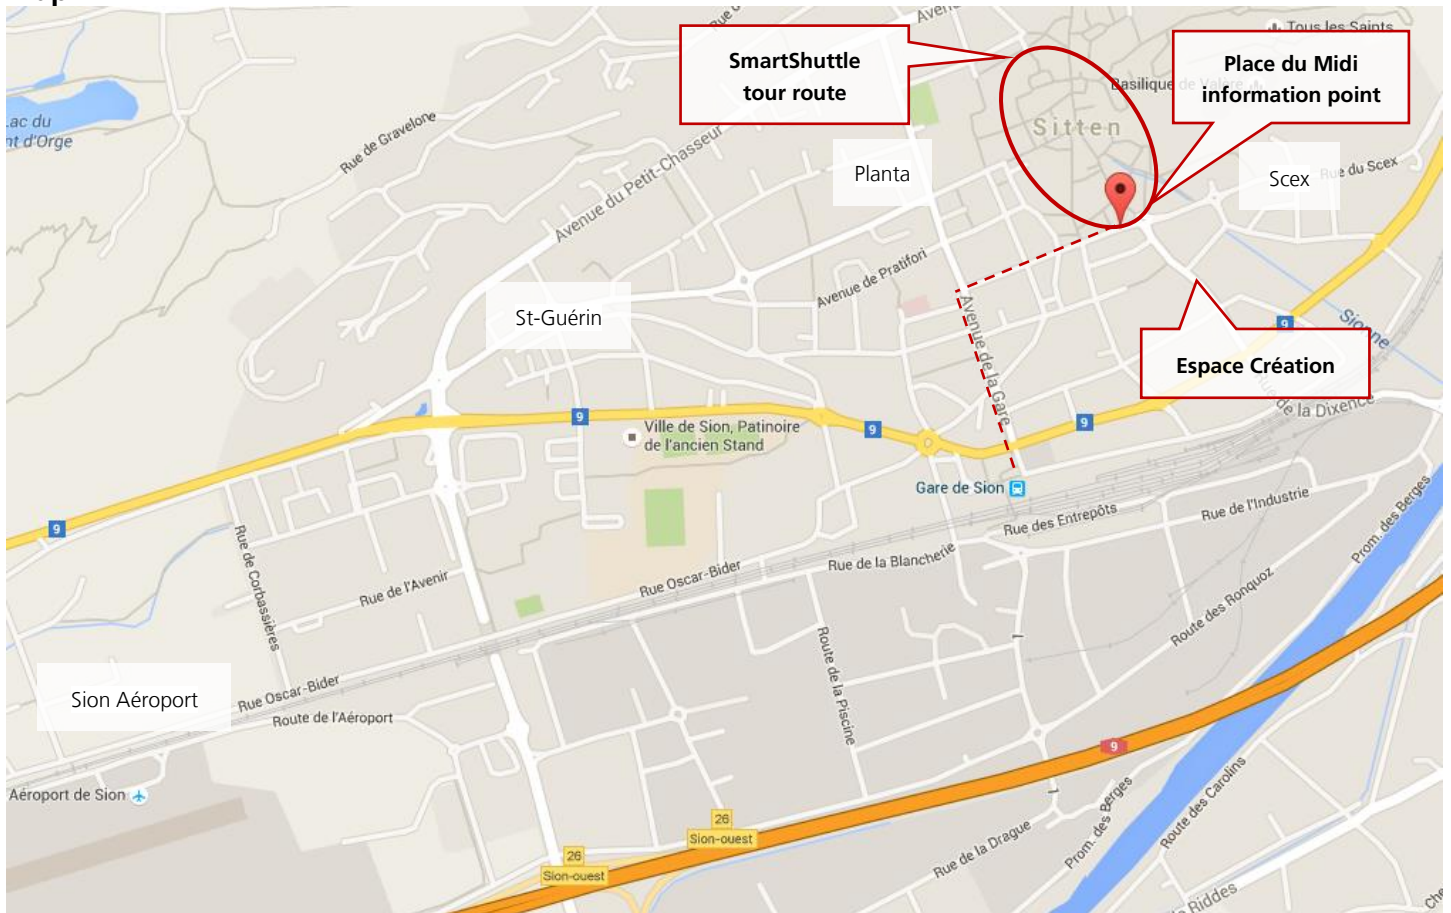 Rue de Gravelone
Avenue du Petit-Chasseur
SmartShuttle
tour route
Tous les Saints
Basilique de Valère
Place du Midi
information point
Sitten
Lac du
nt d'Orge
Planta
Scex
Rue du Scex
St-Guérin
Avenue de Pratifori
Avenue de la Gare
Espace Création
Sionne
9
9
9
9
9
Rue de la Dixence
Ville de Sion, Patinoire
de l'ancien Stand
Gare de Sion
Rue des Entrepôts
Rue de l'Industrie
Prom. des Berges
Rue de Corbassières
Rue de l'Avenir
Rue Oscar-Bider
Rue de la Blancherie
Route des Ronquoz
Route de la Piscine
Sion Aéroport
Rue Oscar-Bider
Route de l'Aéroport
Aéroport de Sion
9
26
Sion-ouest
26
Sion-ouest
Rue de la Drague
Prom. des Berges
Route des Carolins
Riddes